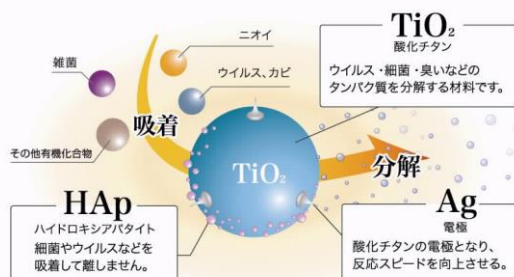 ニオイ
雑菌
ウイルス、カビ
その他有機化合物
吸着
TiO₂
酸化チタン
ウイルス・細菌・臭いなどの
タンパク質を分解する材料です。
TiO₂
分解
HAp
ハイドロキシアパタイト
細菌やウイルスなどを
吸着して離しません。
Ag
電極
酸化チタンの電極となり、
反応スピードを向上させる。